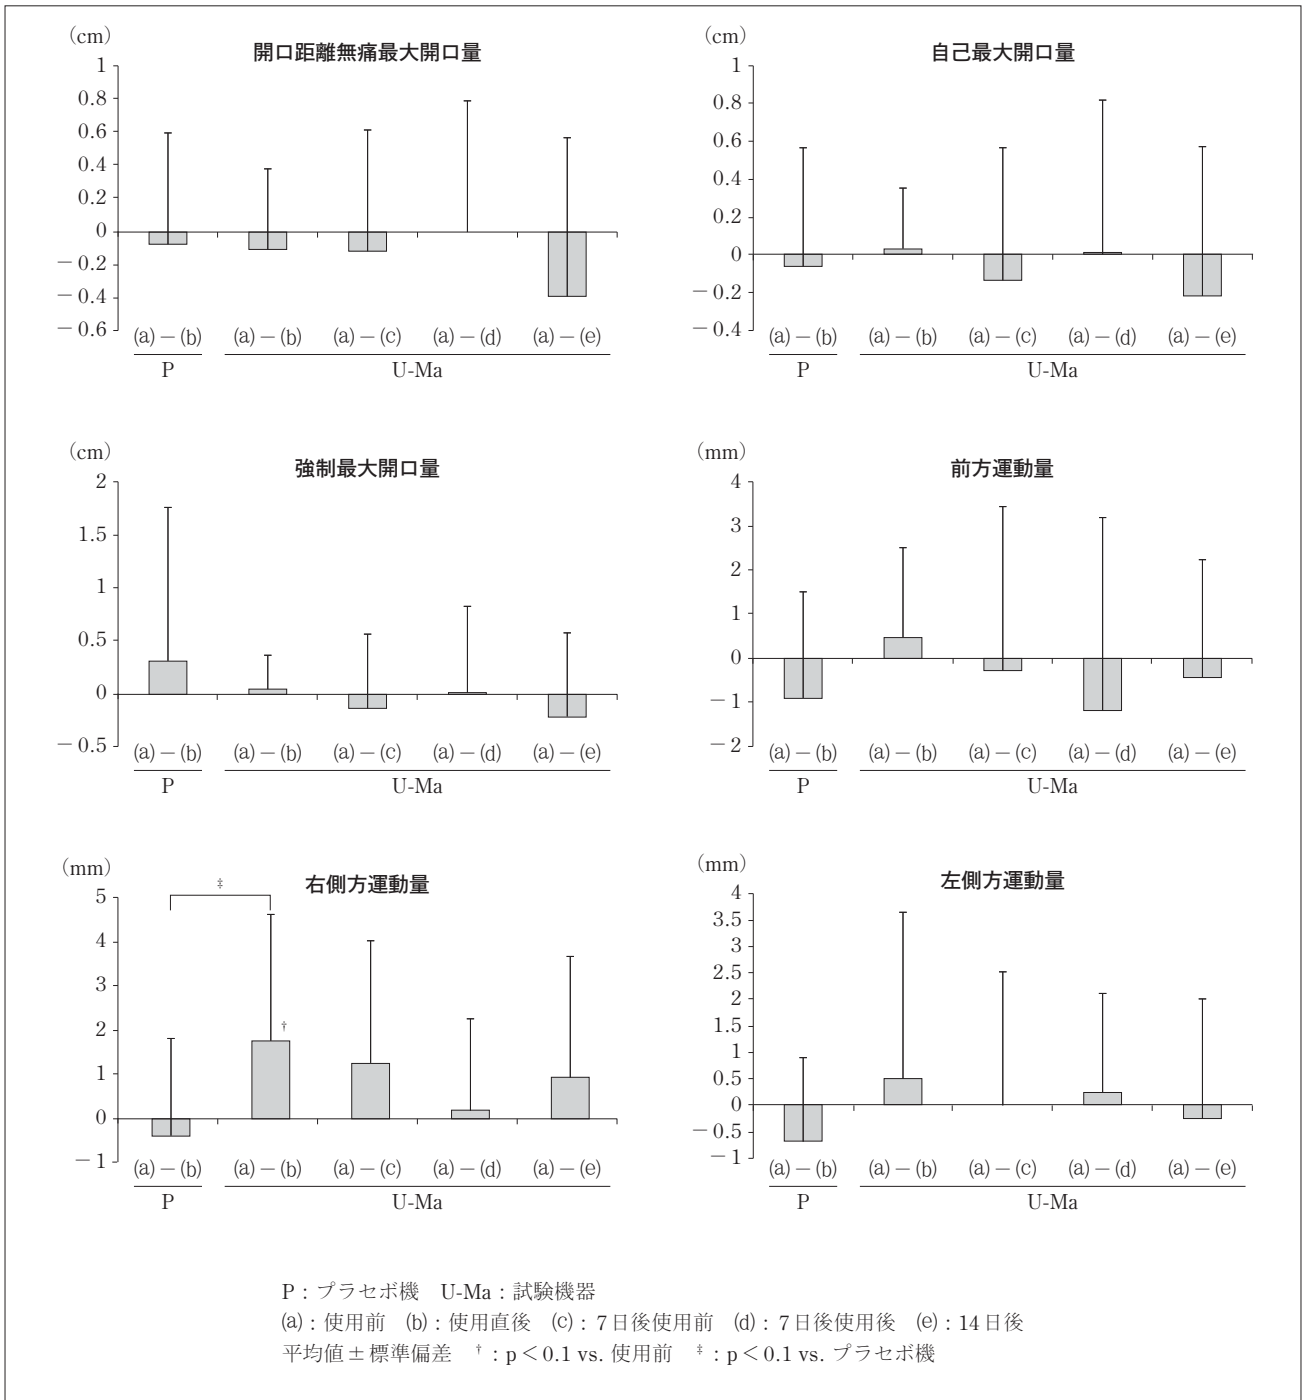 (cm)
開口距離無痛最大開口量
1
0.8
0.6
0.4
0.2
0
−0.2
−0.4
−0.6
(a)−(b) (a)−(b) (a)−(c) (a)−(d) (a)−(e)
P U-Ma
(cm)
自己最大開口量
1
0.8
0.6
0.4
0.2
0
−0.2
−0.4
(a)−(b) (a)−(b) (a)−(c) (a)−(d) (a)−(e)
P U-Ma
(cm)
強制最大開口量
2
1.5
1
0.5
0
−0.5
(a)−(b) (a)−(b) (a)−(c) (a)−(d) (a)−(e)
P U-Ma
(mm)
前方運動量
4
3
2
1
0
−1
−2
(a)−(b) (a)−(b) (a)−(c) (a)−(d) (a)−(e)
P U-Ma
(mm)
右側方運動量
‡
5
4
3
2
†
1
0
−1
(a)−(b) (a)−(b) (a)−(c) (a)−(d) (a)−(e)
P U-Ma
(mm)
左側方運動量
4
3.5
3
2.5
2
1.5
1
0.5
0
−0.5
−1
(a)−(b) (a)−(b) (a)−(c) (a)−(d) (a)−(e)
P U-Ma
P：プラセボ機 U-Ma：試験機器
(a)：使用前 (b)：使用直後 (c)：7日後使用前 (d)：7日後使用後 (e)：14日後
平均値±標準偏差 †：p＜0.1 vs. 使用前 ‡：p＜0.1 vs. プラセボ機